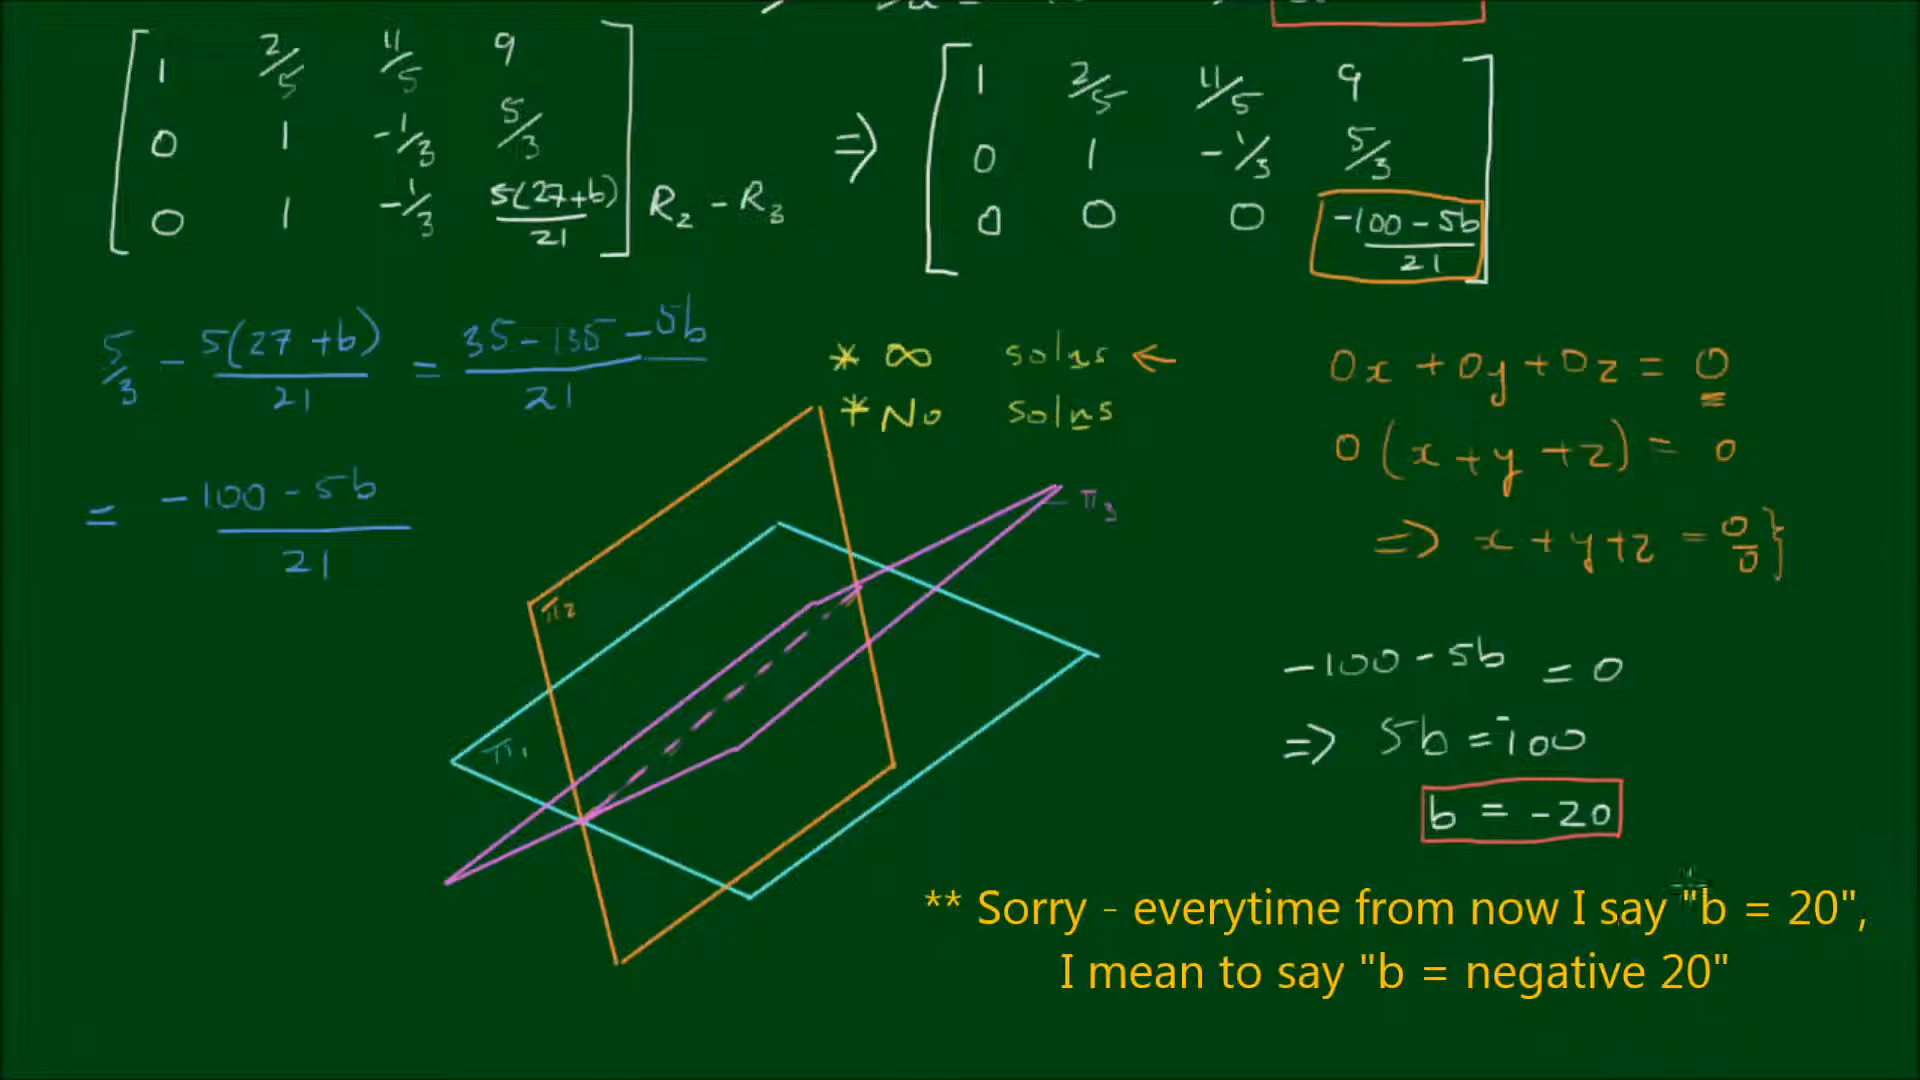 1 2/5 11/5 9
0 1 -1/3 5/3
0 1 -1/3 5(27+b)/21 R2 - R3
⇒
1 2/5 11/5 9
0 1 -1/3 5/3
0 0 0 -100-5b/21
5/3 - 5(27+b)/21 = 35-135-5b/21
= -100-5b/21
* ∞ solns ←
* No solns
0x + 0y + 0z = 0
0(x+y+z) = 0
⇒ x+y+z = 0/0}
π3
π2
π1
-100-5b = 0
⇒ 5b = -100
b = -20
** Sorry - everytime from now I say "b = 20",
I mean to say "b = negative 20"